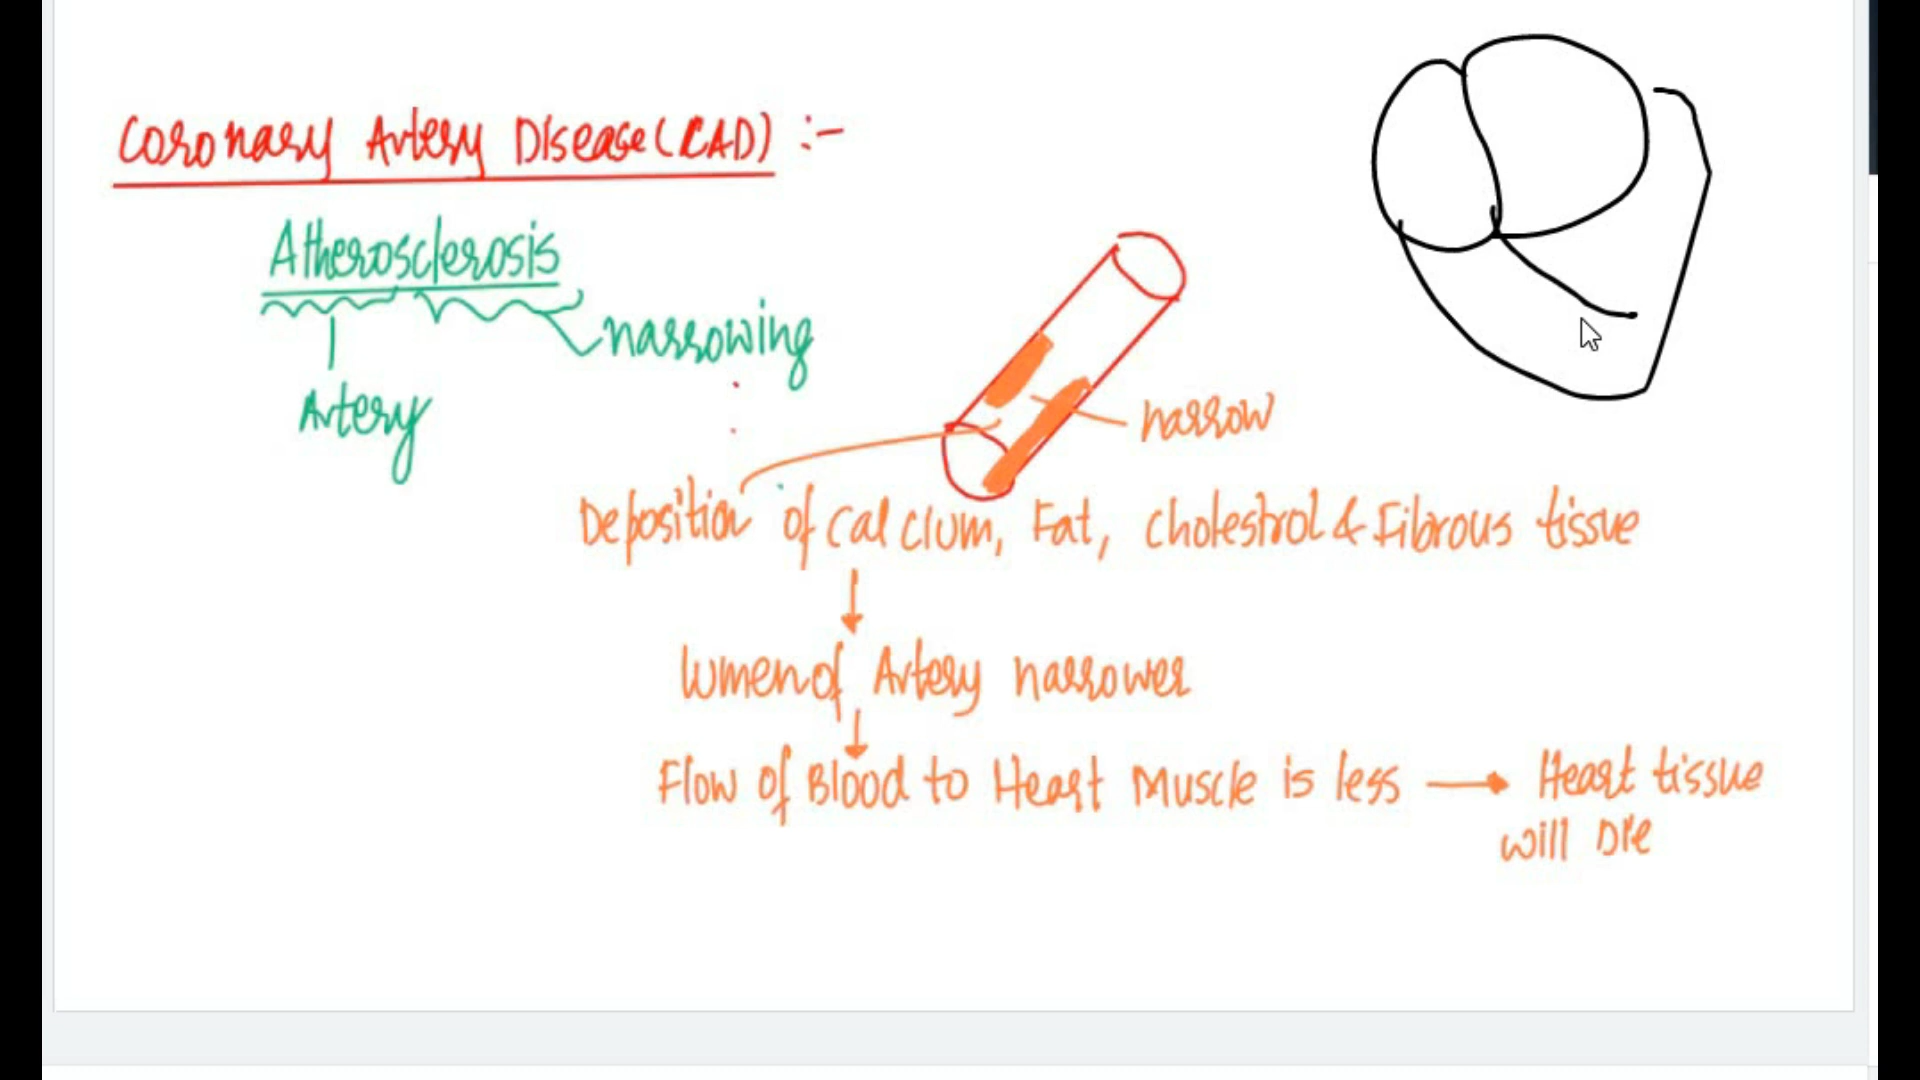 Coronary Artery Disease (CAD) :-
Atherosclerosis
narrowing
Artery
narrow
Deposition of calcium, Fat, cholestrol & Fibrous tissue
lumen of Artery narrower
Flow of Blood to Heart Muscle is less → Heart tissue
will Die